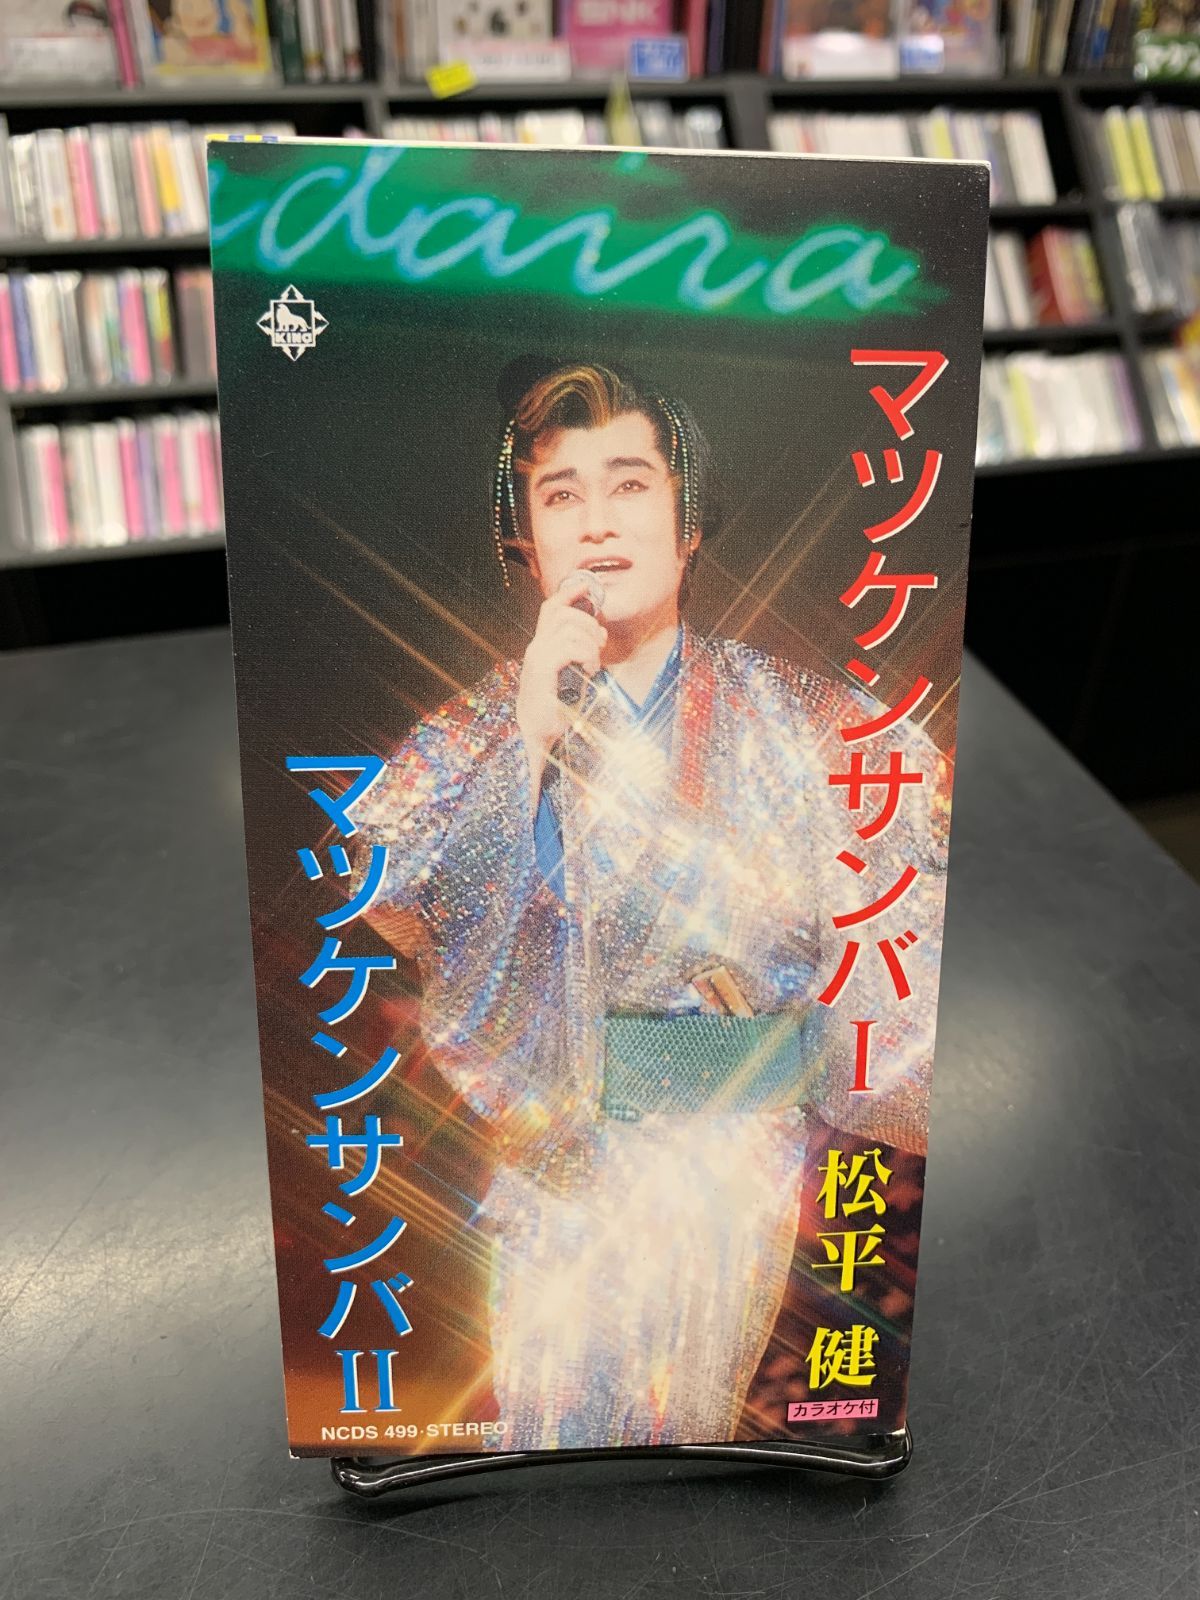 daira
KING
マツケンサンバI
松平 健
カラオケ付
マツケンサンバII
NCDS 499·STEREO